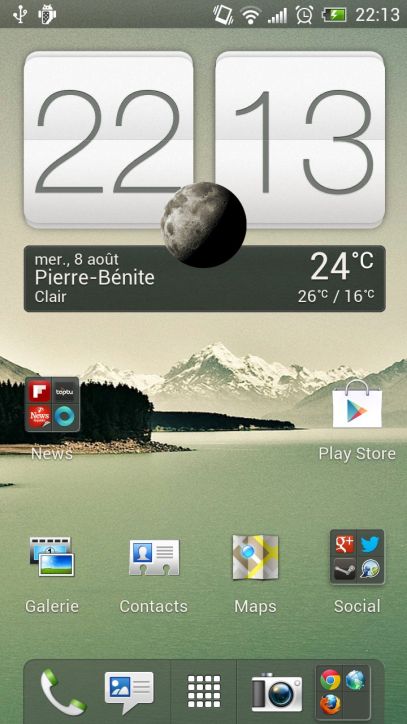 22:13
22 13
mer., 8 août
Pierre-Bénite
Clair
24°C
26°C / 16°C
taptu
News
News
Play Store
Galerie
Contacts
Maps
Social